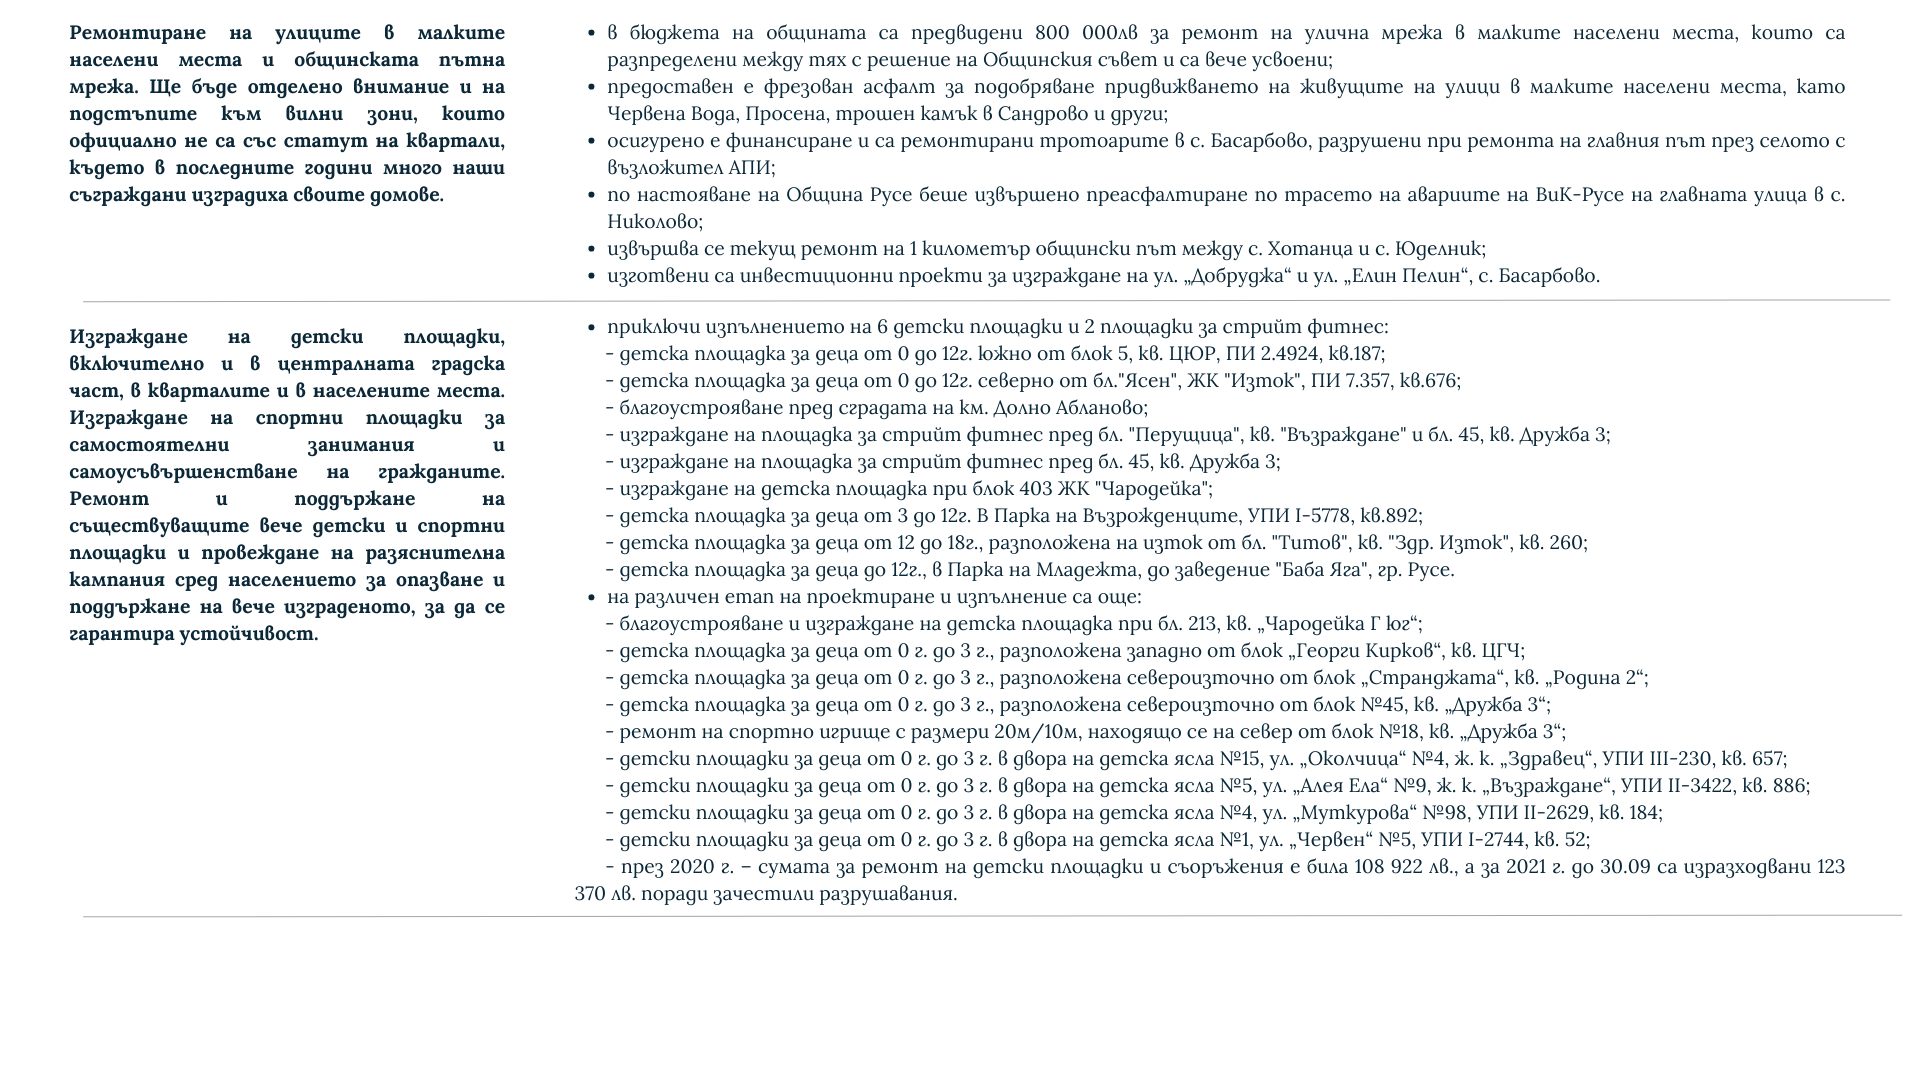 Ремонтиране на улиците в малките
населени места и общинската пътна
мрежа. Ще бъде отделено внимание и на
подстъпите към вилни зони, които
официално не са със статут на квартали,
където в последните години много наши
съграждани изградиха своите домове.
• в бюджета на общината са предвидени 800 000лв за ремонт на улична мрежа в малките населени места, които са
разпределени между тях с решение на Общинския съвет и са вече усвоени;
• предоставен е фрезован асфалт за подобряване придвижването на живущите на улици в малките населени места, като
Червена Вода, Просена, трошен камък в Сандрово и други;
• осигурено е финансиране и са ремонтирани тротоарите в с. Басарбово, разрушени при ремонта на главния път през селото с
възложител АПИ;
• по настояване на Община Русе беше извършено преасфалтиране по трасето на авариите на ВиК-Русе на главната улица в с.
Николово;
• извършва се текущ ремонт на 1 километър общински път между с. Хотанца и с. Юделник;
• изготвени са инвестиционни проекти за изграждане на ул. „Добруджа“ и ул. „Елин Пелин“, с. Басарбово.
Изграждане на детски площадки,
включително и в централната градска
част, в кварталите и в населените места.
Изграждане на спортни площадки за
самостоятелни занимания и
самоусъвършенстване на гражданите.
Ремонт и поддържане на
съществуващите вече детски и спортни
площадки и провеждане на разяснителна
кампания сред населението за опазване и
поддържане на вече изграденото, за да се
гарантира устойчивост.
• приключи изпълнението на 6 детски площадки и 2 площадки за стрийт фитнес:
- детска площадка за деца от 0 до 12г. южно от блок 5, кв. ЦЮР, ПИ 2.4924, кв.187;
- детска площадка за деца от 0 до 12г. северно от бл."Ясен", ЖК "Изток", ПИ 7.357, кв.676;
- благоустрояване пред сградата на км. Долно Абланово;
- изграждане на площадка за стрийт фитнес пред бл. "Перущица", кв. "Възраждане" и бл. 45, кв. Дружба 3;
- изграждане на площадка за стрийт фитнес пред бл. 45, кв. Дружба 3;
- изграждане на детска площадка при блок 403 ЖК "Чародейка";
- детска площадка за деца от 3 до 12г. В Парка на Възрожденците, УПИ I-5778, кв.892;
- детска площадка за деца от 12 до 18г., разположена на изток от бл. "Титов", кв. "Здр. Изток", кв. 260;
- детска площадка за деца до 12г., в Парка на Младежта, до заведение "Баба Яга", гр. Русе.
• на различен етап на проектиране и изпълнение са още:
- благоустрояване и изграждане на детска площадка при бл. 213, кв. „Чародейка Г юг“;
- детска площадка за деца от 0 г. до 3 г., разположена западно от блок „Георги Кирков“, кв. ЦГЧ;
- детска площадка за деца от 0 г. до 3 г., разположена североизточно от блок „Странджата“, кв. „Родина 2“;
- детска площадка за деца от 0 г. до 3 г., разположена североизточно от блок №45, кв. „Дружба 3“;
- ремонт на спортно игрище с размери 20м/10м, находящо се на север от блок №18, кв. „Дружба 3“;
- детски площадки за деца от 0 г. до 3 г. в двора на детска ясла №15, ул. „Околчица“ №4, ж. к. „Здравец“, УПИ III-230, кв. 657;
- детски площадки за деца от 0 г. до 3 г. в двора на детска ясла №5, ул. „Алея Ела“ №9, ж. к. „Възраждане“, УПИ II-3422, кв. 886;
- детски площадки за деца от 0 г. до 3 г. в двора на детска ясла №4, ул. „Муткурова“ №98, УПИ II-2629, кв. 184;
- детски площадки за деца от 0 г. до 3 г. в двора на детска ясла №1, ул. „Червен“ №5, УПИ I-2744, кв. 52;
- през 2020 г. – сумата за ремонт на детски площадки и съоръжения е била 108 922 лв., а за 2021 г. до 30.09 са изразходвани 123
370 лв. поради зачестили разрушавания.